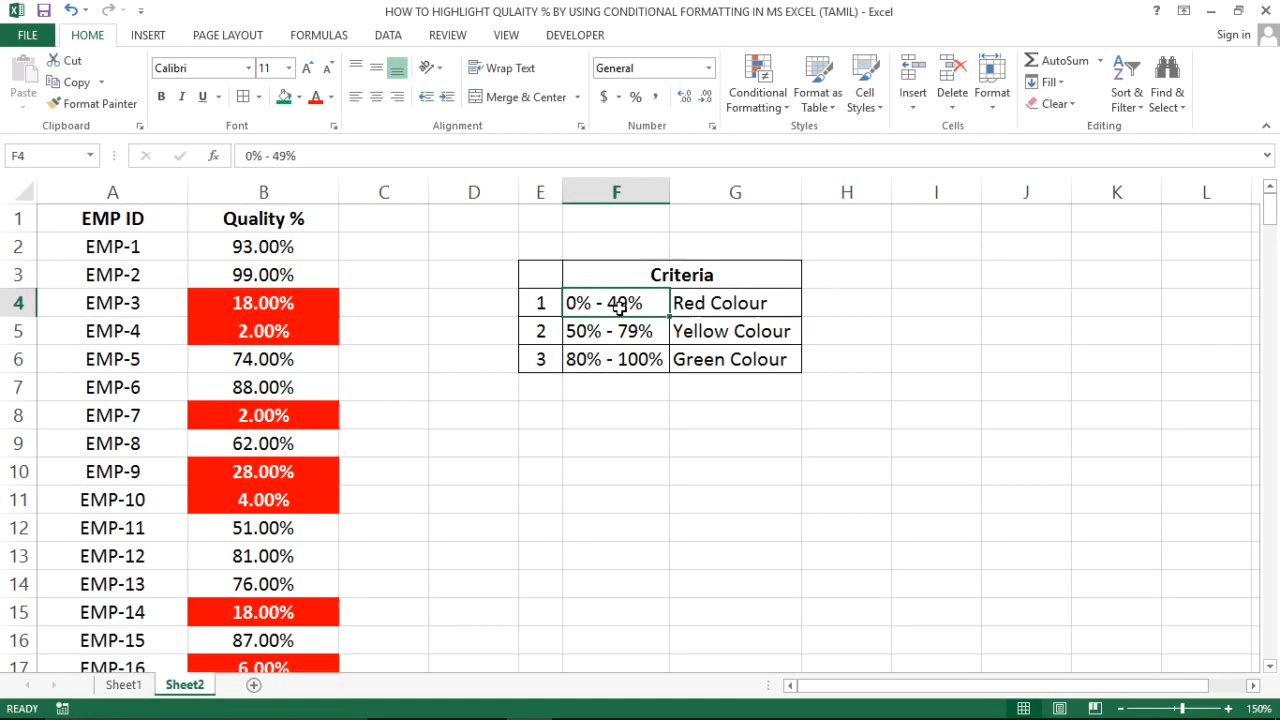 HOW TO HIGHLIGHT QULAITY % BY USING CONDITIONAL FORMATTING IN MS EXCEL (TAMIL) - Excel
FILE HOME INSERT PAGE LAYOUT FORMULAS DATA REVIEW VIEW DEVELOPER Sign in
Paste
Cut
Copy
Format Painter
Clipboard
Calibri 11
B I U
Font
Wrap Text
Merge & Center
Alignment
General
$ % ,
Number
Conditional Formatting
Format as Table
Cell Styles
Styles
Insert
Delete
Format
Cells
AutoSum
Fill
Clear
Sort & Filter
Find & Select
Editing
F4 fx 0% - 49%
A B C D E F G H I J K L
1 EMP ID Quality %
2 EMP-1 93.00%
3 EMP-2 99.00% Criteria
4 EMP-3 18.00% 1 0% - 49% Red Colour
5 EMP-4 2.00% 2 50% - 79% Yellow Colour
6 EMP-5 74.00% 3 80% - 100% Green Colour
7 EMP-6 88.00%
8 EMP-7 2.00%
9 EMP-8 62.00%
10 EMP-9 28.00%
11 EMP-10 4.00%
12 EMP-11 51.00%
13 EMP-12 81.00%
14 EMP-13 76.00%
15 EMP-14 18.00%
16 EMP-15 87.00%
17 EMP-16 6.00%
Sheet1 Sheet2
READY 150%